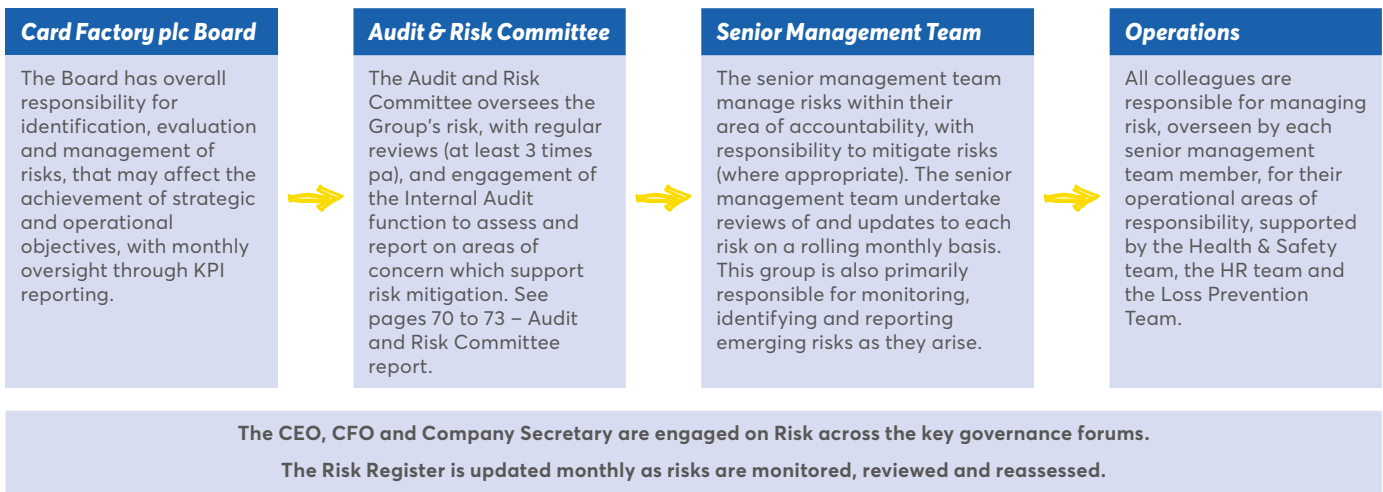 Card Factory plc Board
The Board has overall
responsibility for
identification, evaluation
and management of
risks, that may affect the
achievement of strategic
and operational
objectives, with monthly
oversight through KPI
reporting.
Audit & Risk Committee
The Audit and Risk
Committee oversees the
Group's risk, with regular
reviews (at least 3 times
pa), and engagement of
the Internal Audit
function to assess and
report on areas of
concern which support
risk mitigation. See
pages 70 to 73 – Audit
and Risk Committee
report.
Senior Management Team
The senior management team
manage risks within their
area of accountability, with
responsibility to mitigate risks
(where appropriate). The senior
management team undertake
reviews of and updates to each
risk on a rolling monthly basis.
This group is also primarily
responsible for monitoring,
identifying and reporting
emerging risks as they arise.
Operations
All colleagues are
responsible for managing
risk, overseen by each
senior management
team member, for their
operational areas of
responsibility, supported
by the Health & Safety
team, the HR team and
the Loss Prevention
Team.
The CEO, CFO and Company Secretary are engaged on Risk across the key governance forums.
The Risk Register is updated monthly as risks are monitored, reviewed and reassessed.